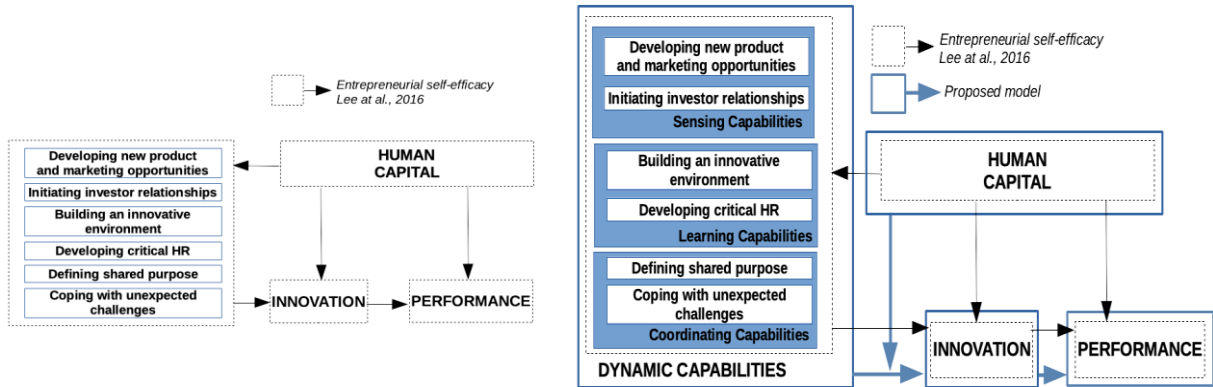 Entrepreneurial self-efficacy
Lee at al., 2016
Developing new product
and marketing opportunities
Initiating investor relationships
Building an innovative
environment
Developing critical HR
Defining shared purpose
Coping with unexpected
challenges
HUMAN
CAPITAL
INNOVATION
PERFORMANCE
Developing new product
and marketing opportunities
Initiating investor relationships
Sensing Capabilities
Building an innovative
environment
Developing critical HR
Learning Capabilities
Defining shared purpose
Coping with unexpected
challenges
Coordinating Capabilities
DYNAMIC CAPABILITIES
Entrepreneurial self-efficacy
Lee at al., 2016
Proposed model
HUMAN
CAPITAL
INNOVATION
PERFORMANCE